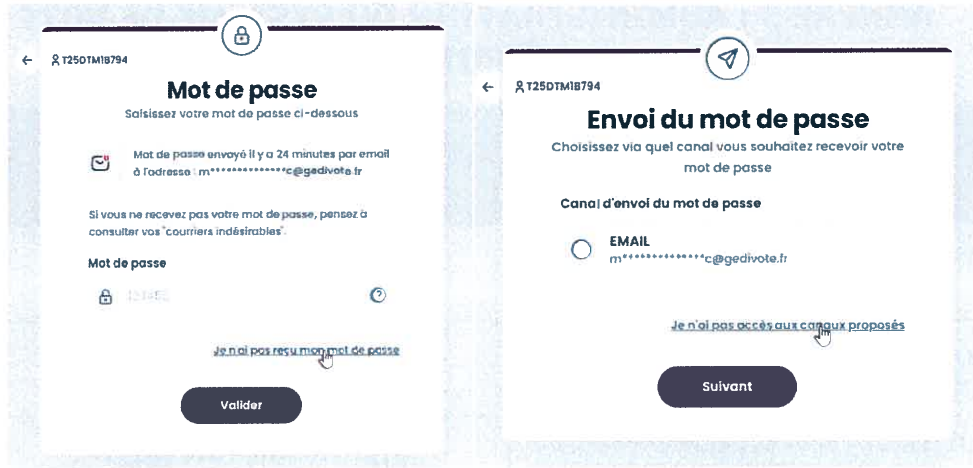 T25DTM1B794
Mot de passe
Saisissez votre mot de passe ci-dessous
Mot de passe envoyé il y a 24 minutes par email
à l'adresse : m**************c@gedivote.fr
Si vous ne recevez pas votre mot de passe, pensez à
consulter vos "courriers indésirables".
Mot de passe
Je n'ai pas reçu mon mot de passe
Valider
T25DTM1B794
Envoi du mot de passe
Choisissez via quel canal vous souhaitez recevoir votre
mot de passe
Canal d'envoi du mot de passe
EMAIL
m**************c@gedivote.fr
Je n'ai pas accès aux canaux proposés
Suivant